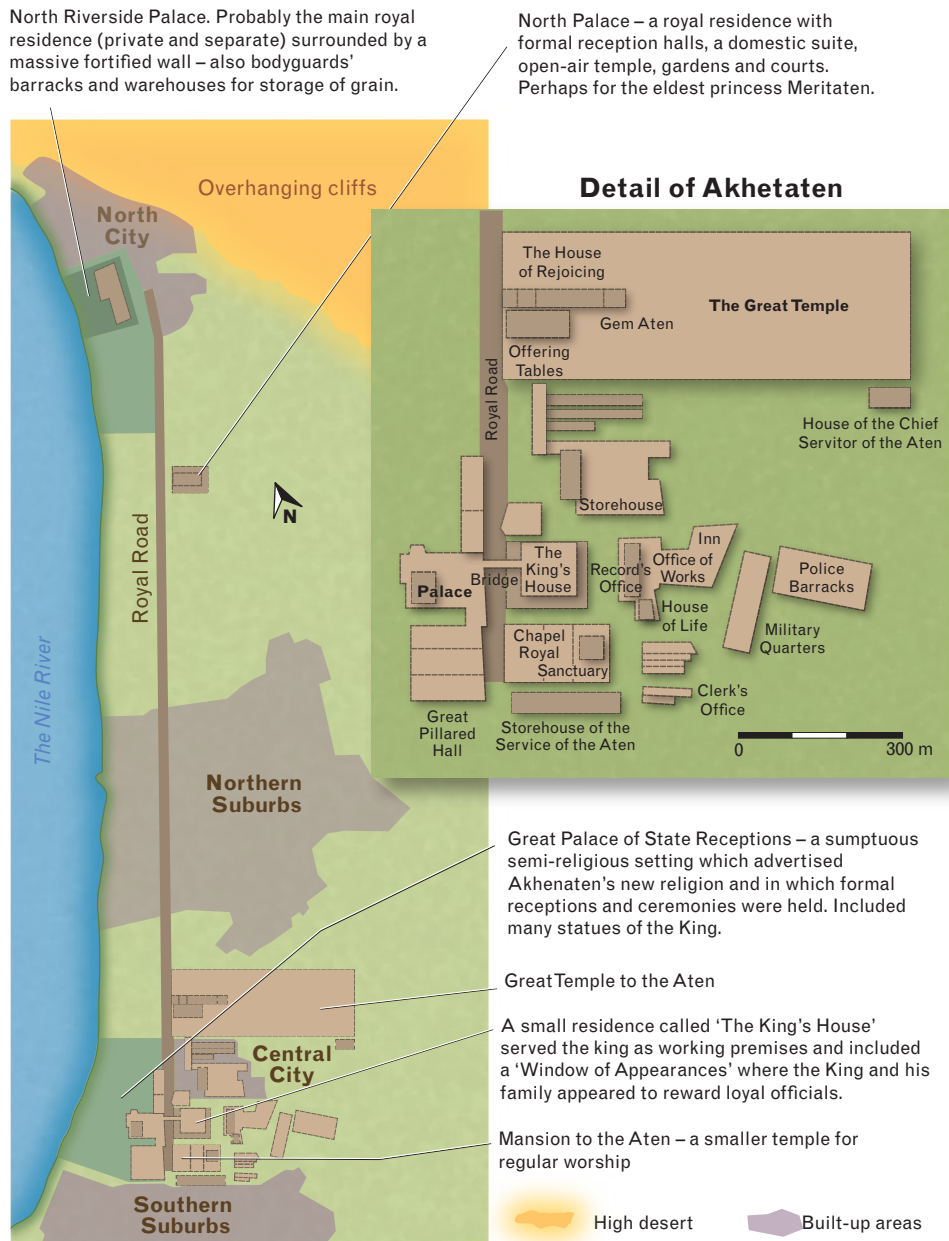 North Riverside Palace. Probably the main royal
residence (private and separate) surrounded by a
massive fortified wall – also bodyguards’
barracks and warehouses for storage of grain.
North Palace – a royal residence with
formal reception halls, a domestic suite,
open-air temple, gardens and courts.
Perhaps for the eldest princess Meritaten.
Overhanging cliffs
North
City
Royal Road
N
The Nile River
Northern
Suburbs
Central
City
Southern
Suburbs
Detail of Akhetaten
The House
of Rejoicing
The Great Temple
Gem Aten
Offering
Tables
Royal Road
House of the Chief
Servitor of the Aten
Storehouse
Inn
The
King’s
House
Bridge
Palace
Record’s
Office
Office of
Works
Police
Barracks
House
of Life
Military
Quarters
Chapel
Royal
Sanctuary
Clerk’s
Office
Great
Pillared
Hall
Storehouse of the
Service of the Aten
0 300 m
Great Palace of State Receptions – a sumptuous
semi-religious setting which advertised
Akhenaten’s new religion and in which formal
receptions and ceremonies were held. Included
many statues of the King.
Great Temple to the Aten
A small residence called ‘The King’s House’
served the king as working premises and included
a ‘Window of Appearances’ where the King and his
family appeared to reward loyal officials.
Mansion to the Aten – a smaller temple for
regular worship
High desert
Built-up areas